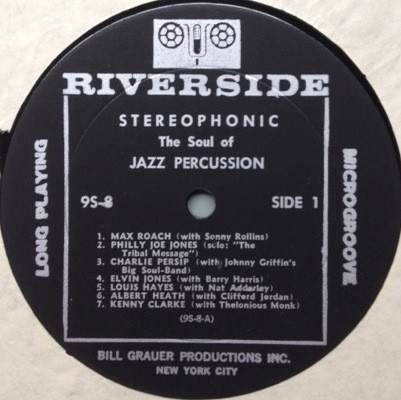 RIVERSIDE
STEREOPHONIC
The Soul of
JAZZ PERCUSSION
LONG PLAYING
MICROGROOVE
9S-8 SIDE 1
1. MAX ROACH (with Sonny Rollins)
2. PHILLY JOE JONES (solo: "The
Tribal Message")
3. CHARLIE PERSIP (with Johnny Griffin's
Big Soul-Band)
4. ELVIN JONES (with Barry Harris)
5. LOUIS HAYES (with Nat Adderley)
6. ALBERT HEATH (with Clifford Jordan)
7. KENNY CLARKE (with Thelonious Monk)
(9S-8-A)
BILL GRAUER PRODUCTIONS INC.
NEW YORK CITY